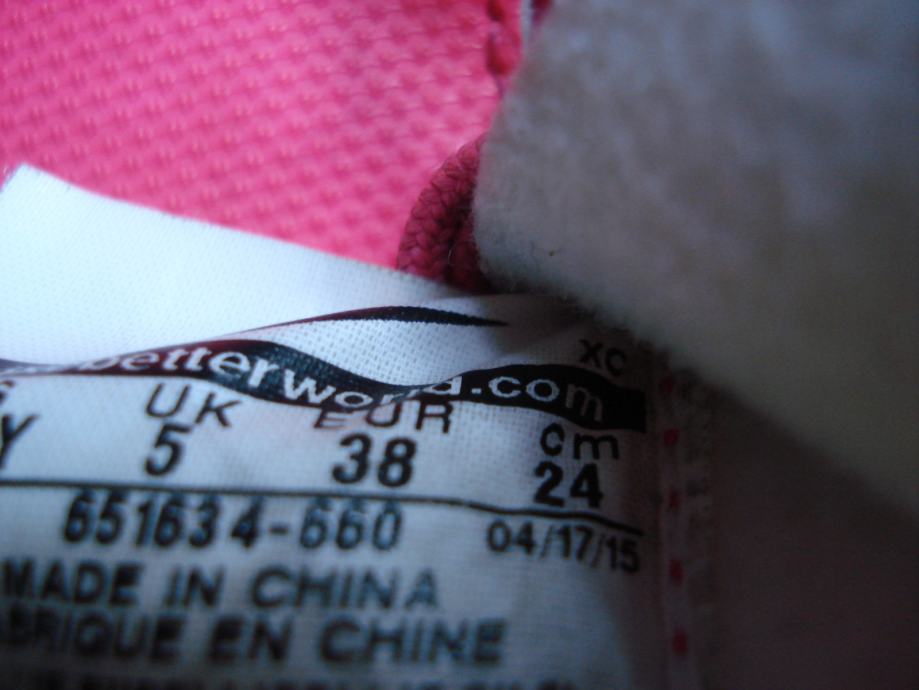 betterworld.com
XC
UK EUR cm
Y 5 38 24
651634-660 04/17/15
MADE IN CHINA
ABRIQUE EN CHINE